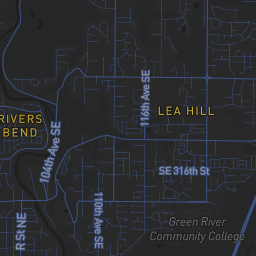 116th Ave SE
LEA HILL
RIVERS
BEND
104th Ave SE
SE 316th St
110th Ave SE
R St NE
Green River
Community College